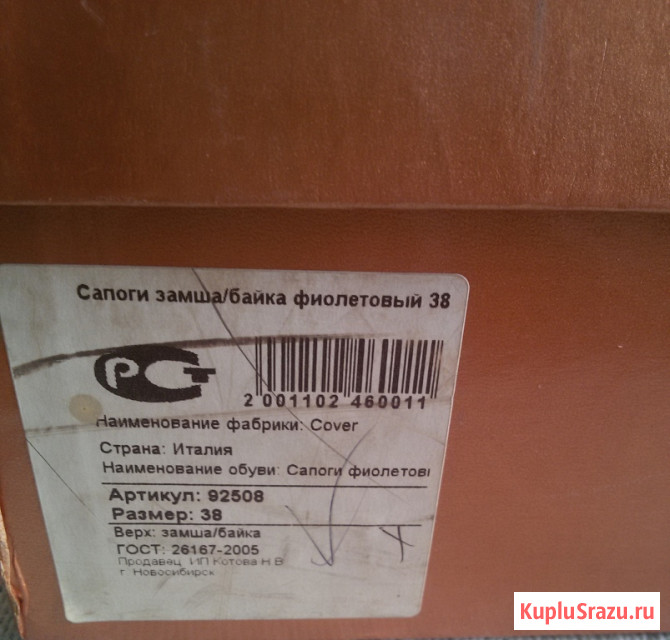 Сапоги замша/байка фиолетовый 38
РСТ
2 001102 460011
Наименование фабрики: Cover
Страна: Италия
Наименование обуви: Сапоги фиолетовы
Артикул: 92508
Размер: 38
Верх: замша/байка
ГОСТ: 26167-2005
Продавец ИП Котова Н.В
г. Новосибирск
KupluSrazu.ru